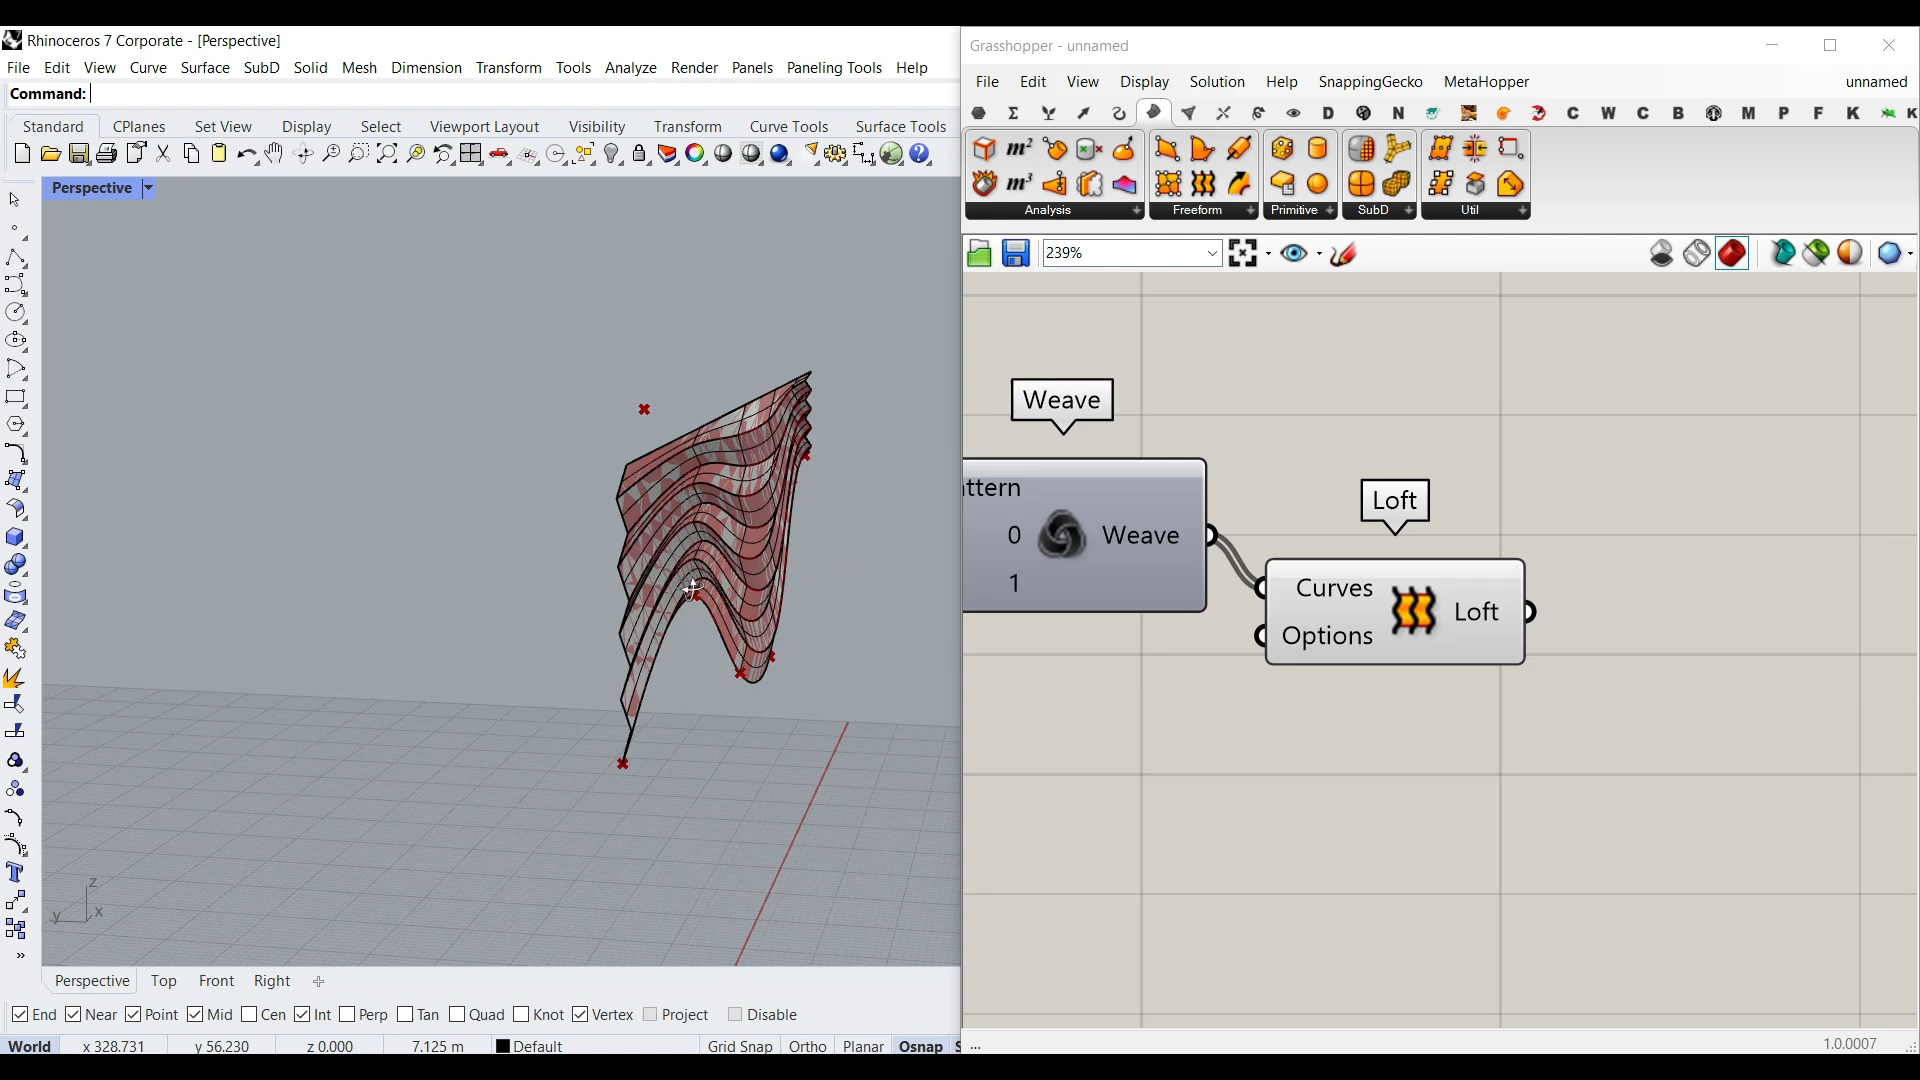 Rhinoceros 7 Corporate - [Perspective]
File Edit View Curve Surface SubD Solid Mesh Dimension Transform Tools Analyze Render Panels Paneling Tools Help
Command:
Standard CPlanes Set View Display Select Viewport Layout Visibility Transform Curve Tools Surface Tools
Perspective
z
y x
Perspective Top Front Right
End Near Point Mid Cen Int Perp Tan Quad Knot Vertex Project Disable
World x 328.731 y 56.230 z 0.000 7.125 m Default Grid Snap Ortho Planar Osnap S
Grasshopper - unnamed
File Edit View Display Solution Help SnappingGecko MetaHopper unnamed
D N C W C B M P F K K
m² m³
Analysis Freeform Primitive SubD Util
239%
Weave
ttern
0 Weave
1
Loft
Curves
Loft
Options
... 1.0.0007